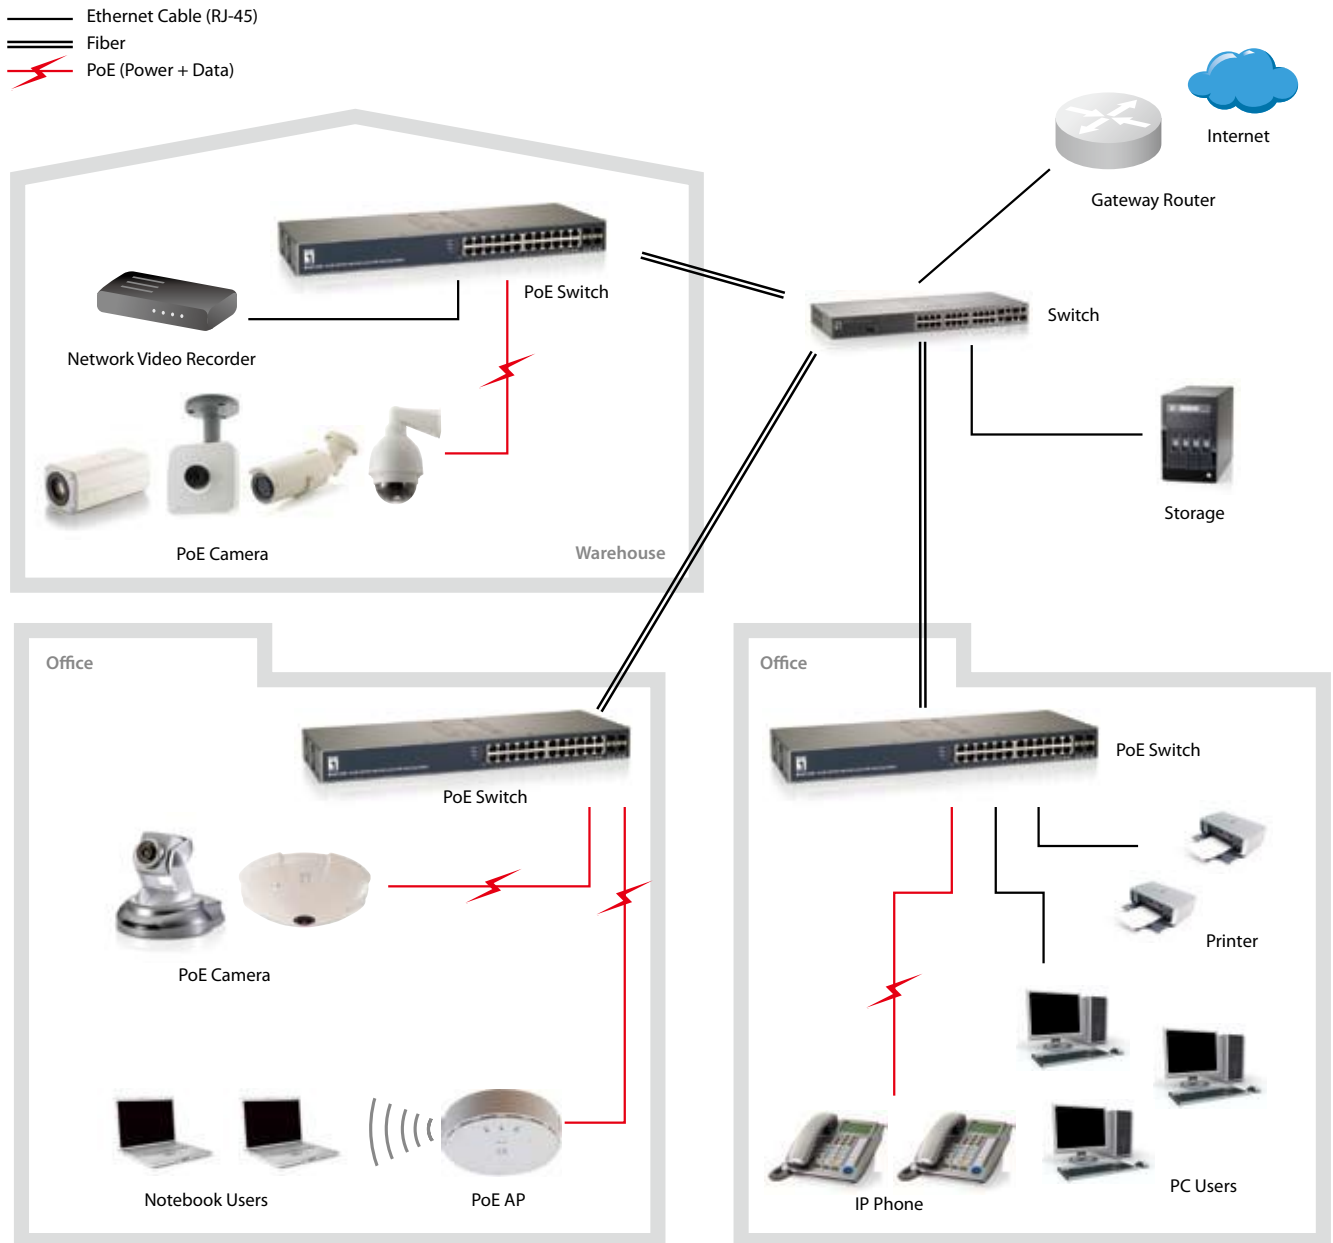 Ethernet Cable (RJ-45)
Fiber
PoE (Power + Data)
Internet
Gateway Router
PoE Switch
Switch
Network Video Recorder
Storage
PoE Camera
Warehouse
Office
Office
PoE Switch
PoE Switch
Printer
PoE Camera
PC Users
Notebook Users
PoE AP
IP Phone